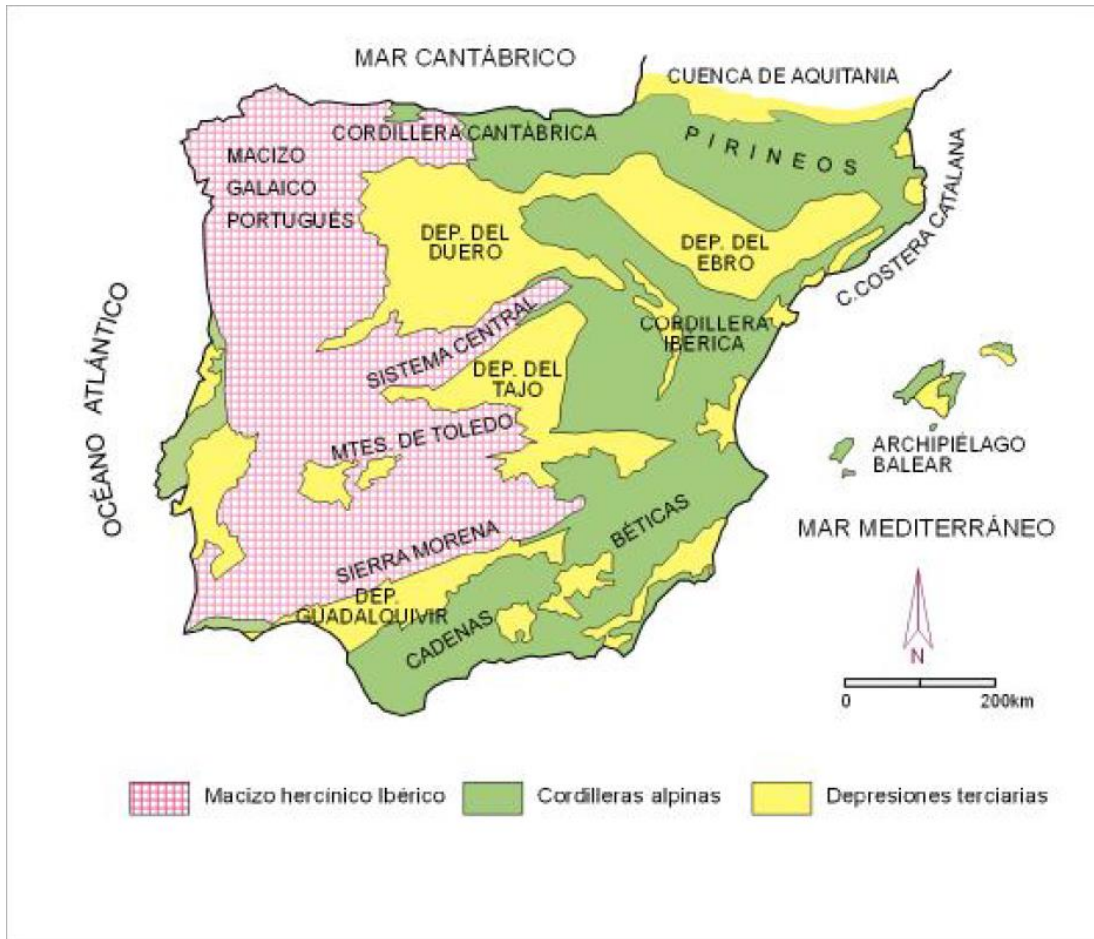 MAR CANTÁBRICO
CUENCA DE AQUITANIA
CORDILLERA CANTÁBRICA
PIRINEOS
MACIZO
GALAICO
PORTUGUÉS
C.COSTERA CATALANA
DEP. DEL
DUERO
DEP. DEL
EBRO
OCÉANO ATLÁNTICO
SISTEMA CENTRAL
CORDILLERA
IBÉRICA
DEP. DEL
TAJO
MTES. DE TOLEDO
ARCHIPIÉLAGO
BALEAR
MAR MEDITERRÁNEO
SIERRA MORENA
BÉTICAS
DEP.
GUADALQUIVIR
CADENAS
N
0 200km
Macizo hercínico Ibérico Cordilleras alpinas Depresiones terciarias